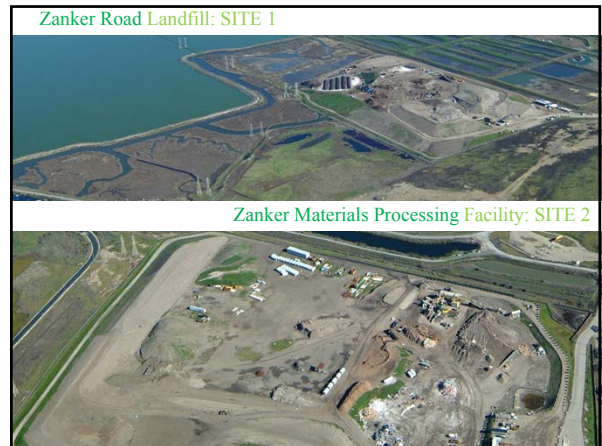 Zanker Road Landfill: SITE 1
Zanker Materials Processing Facility: SITE 2